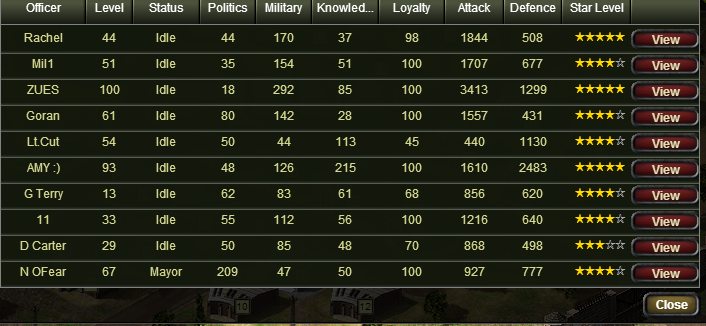 Officer Level Status Politics Military Knowled... Loyalty Attack Defence Star Level
Rachel 44 Idle 44 170 37 98 1844 508 View
Mil1 51 Idle 35 154 51 100 1707 677 View
ZUES 100 Idle 18 292 85 100 3413 1299 View
Goran 61 Idle 80 142 28 100 1557 431 View
Lt.Cut 54 Idle 50 44 113 45 440 1130 View
AMY :) 93 Idle 48 126 215 100 1610 2483 View
G Terry 13 Idle 62 83 61 68 856 620 View
11 33 Idle 55 112 56 100 1216 640 View
D Carter 29 Idle 50 85 48 70 868 498 View
N OFear 67 Mayor 209 47 50 100 927 777 View
10 12 Close